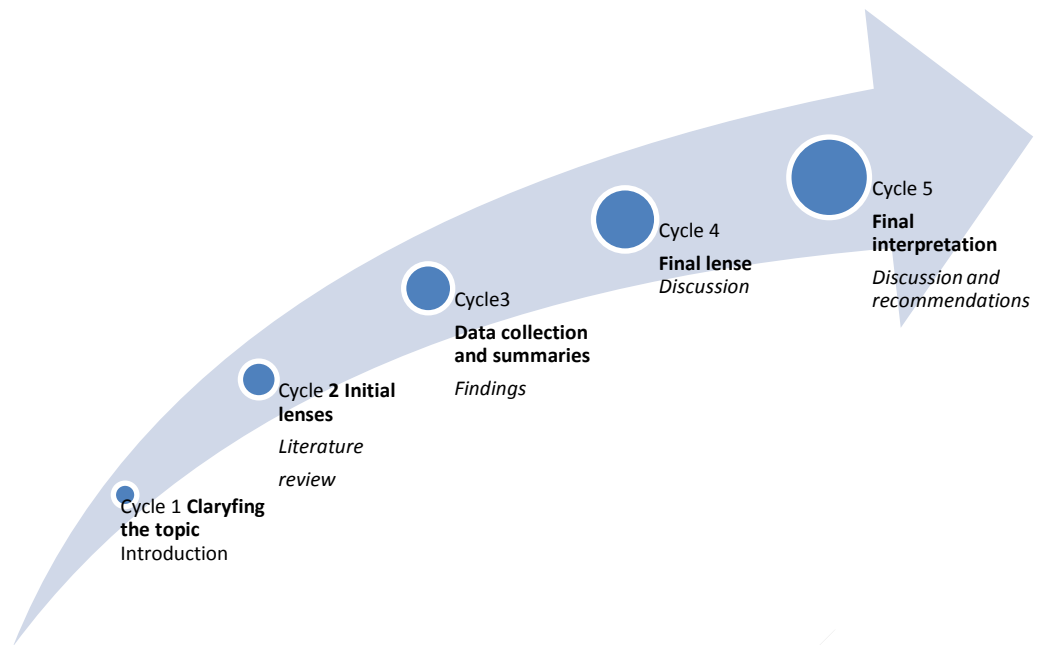 Cycle 1 Claryfing
the topic
Introduction
Cycle 2 Initial
lenses
Literature
review
Cycle3
Data collection
and summaries
Findings
Cycle 4
Final lense
Discussion
Cycle 5
Final
interpretation
Discussion and
recommendations